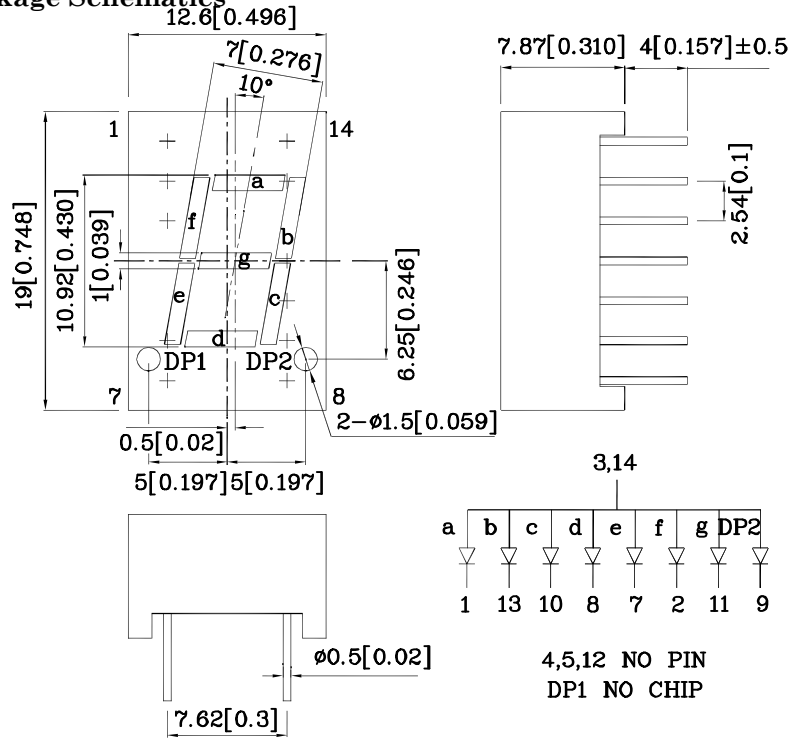 kage Schematics
12.6[0.496]
7[0.276]
10°
7.87[0.310] 4[0.157]±0.5
1
14
a
f
b
g
e
c
d
DP1 DP2
7
8
19[0.748]
10.92[0.430]
1[0.039]
6.25[0.246]
2.54[0.1]
2-ø1.5[0.059]
0.5[0.02]
5[0.197]5[0.197]
3,14
a b c d e f g DP2
1 13 10 8 7 2 11 9
ø0.5[0.02]
7.62[0.3]
4,5,12 NO PIN
DP1 NO CHIP